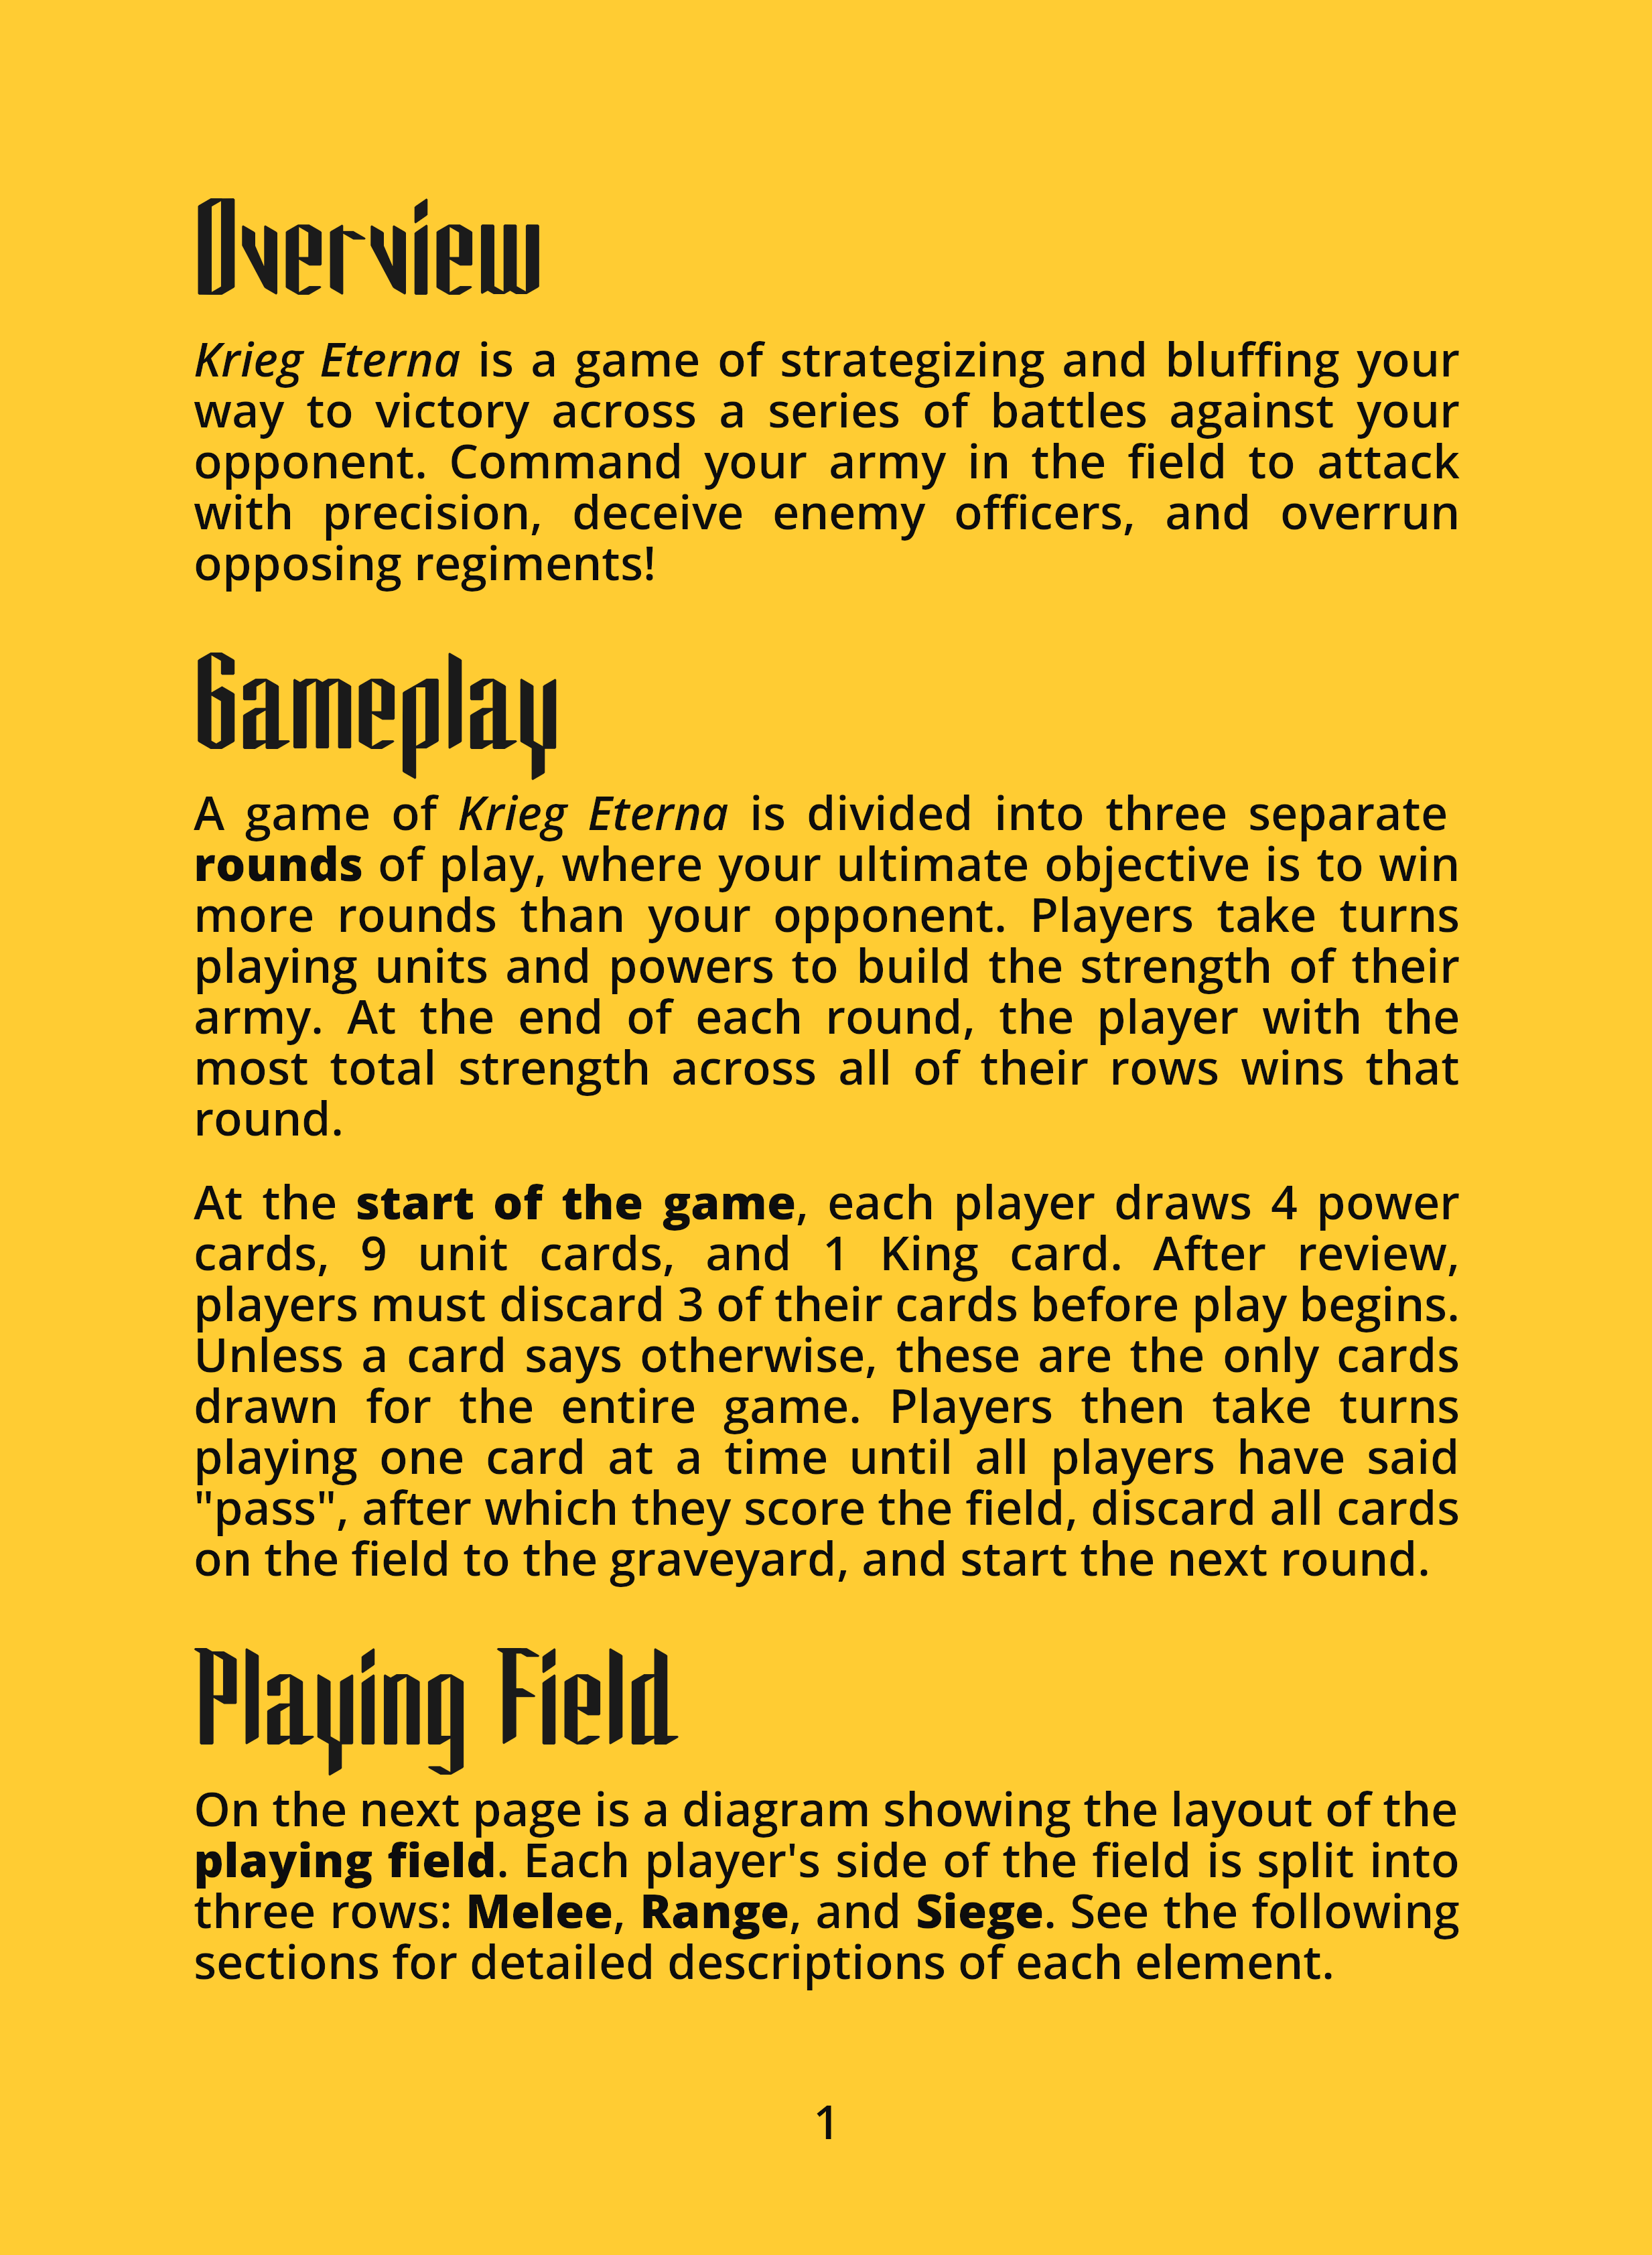 Overview
Krieg Eterna is a game of strategizing and bluffing your
way to victory across a series of battles against your
opponent. Command your army in the field to attack
with precision, deceive enemy officers, and overrun
opposing regiments!
Gameplay
A game of Krieg Eterna is divided into three separate
rounds of play, where your ultimate objective is to win
more rounds than your opponent. Players take turns
playing units and powers to build the strength of their
army. At the end of each round, the player with the
most total strength across all of their rows wins that
round.
At the start of the game, each player draws 4 power
cards, 9 unit cards, and 1 King card. After review,
players must discard 3 of their cards before play begins.
Unless a card says otherwise, these are the only cards
drawn for the entire game. Players then take turns
playing one card at a time until all players have said
"pass", after which they score the field, discard all cards
on the field to the graveyard, and start the next round.
Playing Field
On the next page is a diagram showing the layout of the
playing field. Each player's side of the field is split into
three rows: Melee, Range, and Siege. See the following
sections for detailed descriptions of each element.
1